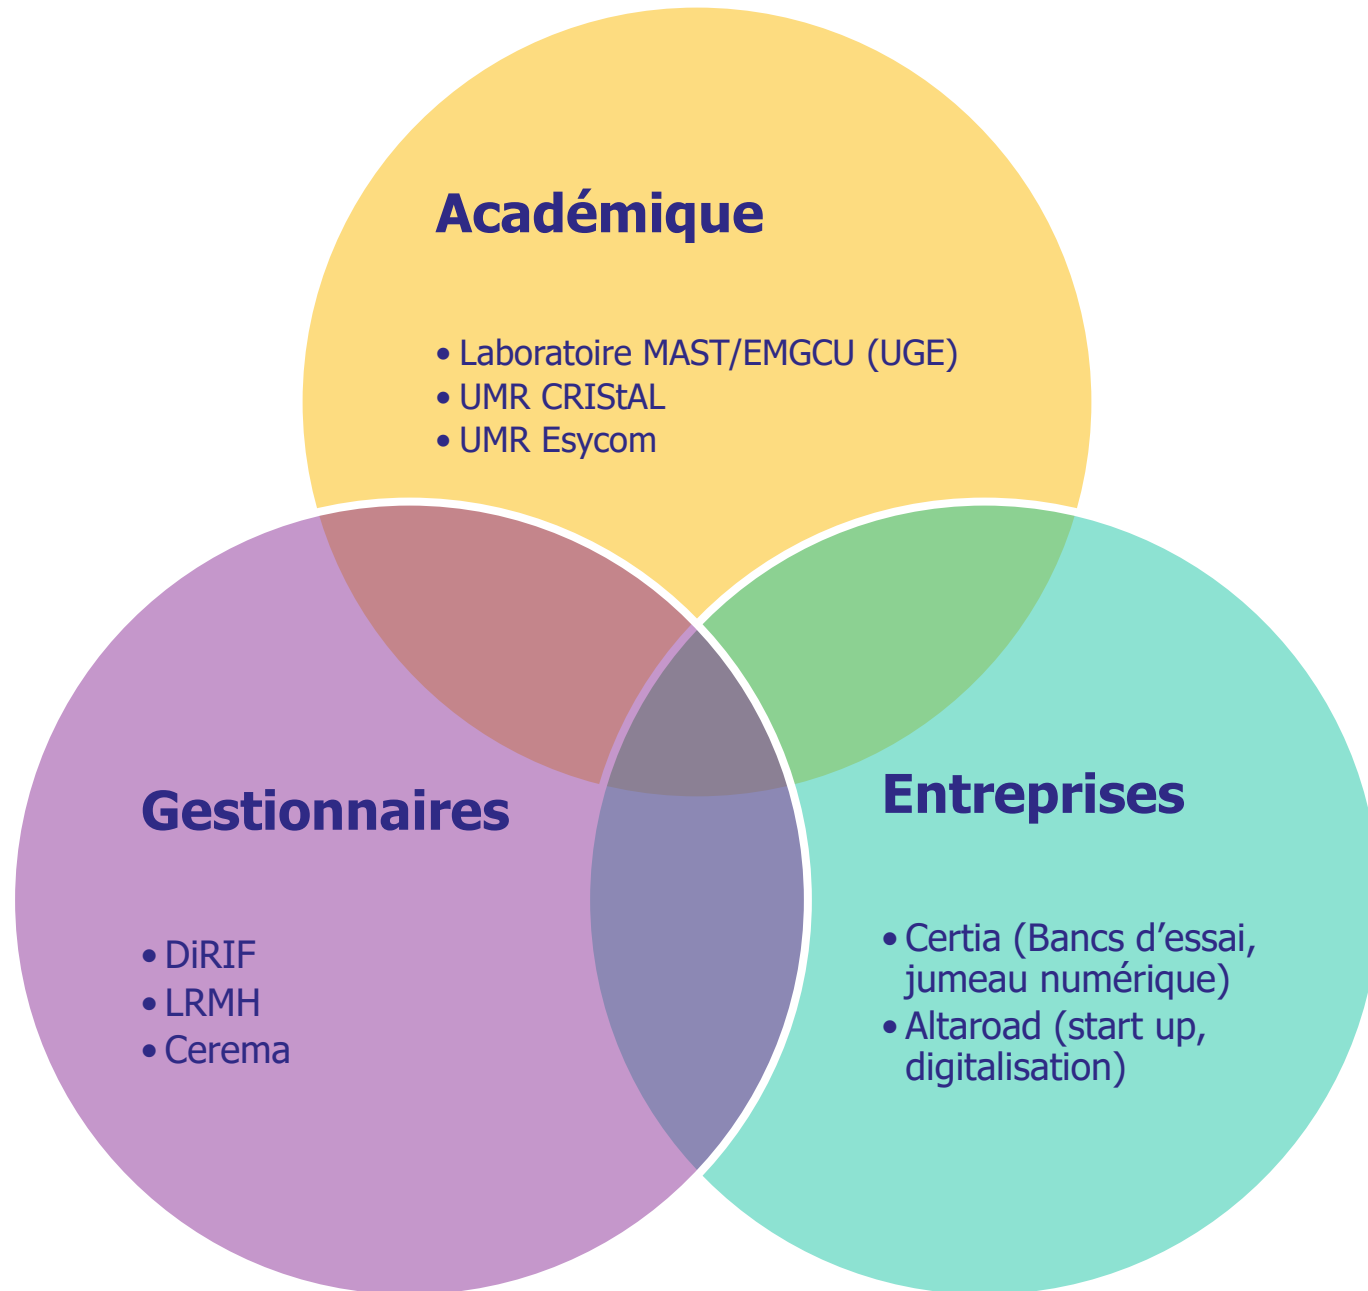 Académique
• Laboratoire MAST/EMGCU (UGE)
• UMR CRIStAL
• UMR Esycom
Gestionnaires
• DiRIF
• LRMH
• Cerema
Entreprises
• Certia (Bancs d’essai,
jumeau numérique)
• Altaroad (start up,
digitalisation)